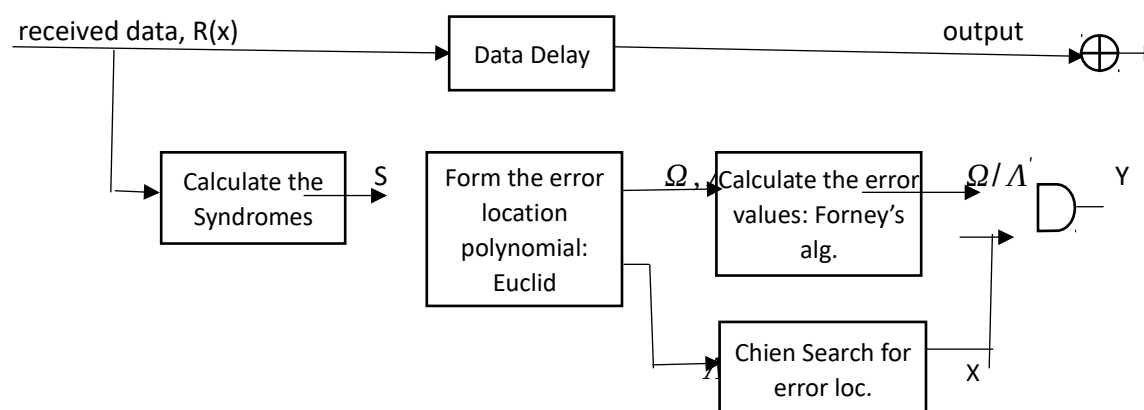 received data, R(x)
Data Delay
output
Calculate the
Syndromes
S
Form the error
location
polynomial:
Euclid
Ω,
Calculate the error
values: Forney’s
alg.
Ω/Λ'
Y
Chien Search for
error loc.
X